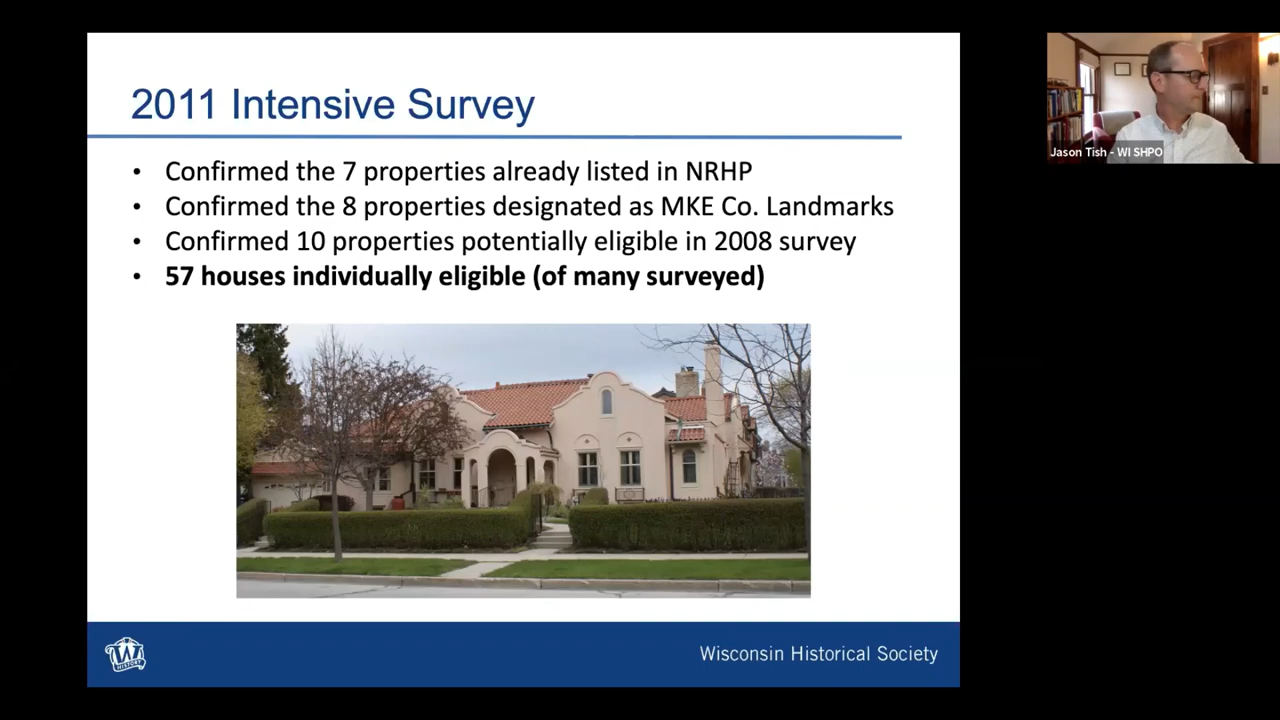 2011 Intensive Survey
• Confirmed the 7 properties already listed in NRHP
• Confirmed the 8 properties designated as MKE Co. Landmarks
• Confirmed 10 properties potentially eligible in 2008 survey
• 57 houses individually eligible (of many surveyed)
Jason Tish - WI SHPO
W
HISTORY
Wisconsin Historical Society